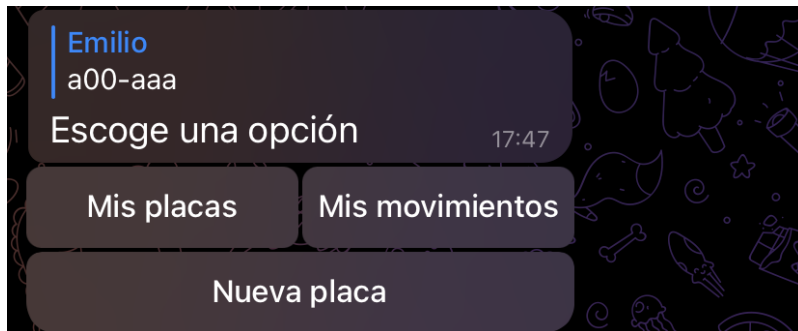 Emilio
a00-aaa
Escoge una opción
17:47
Mis placas
Mis movimientos
Nueva placa